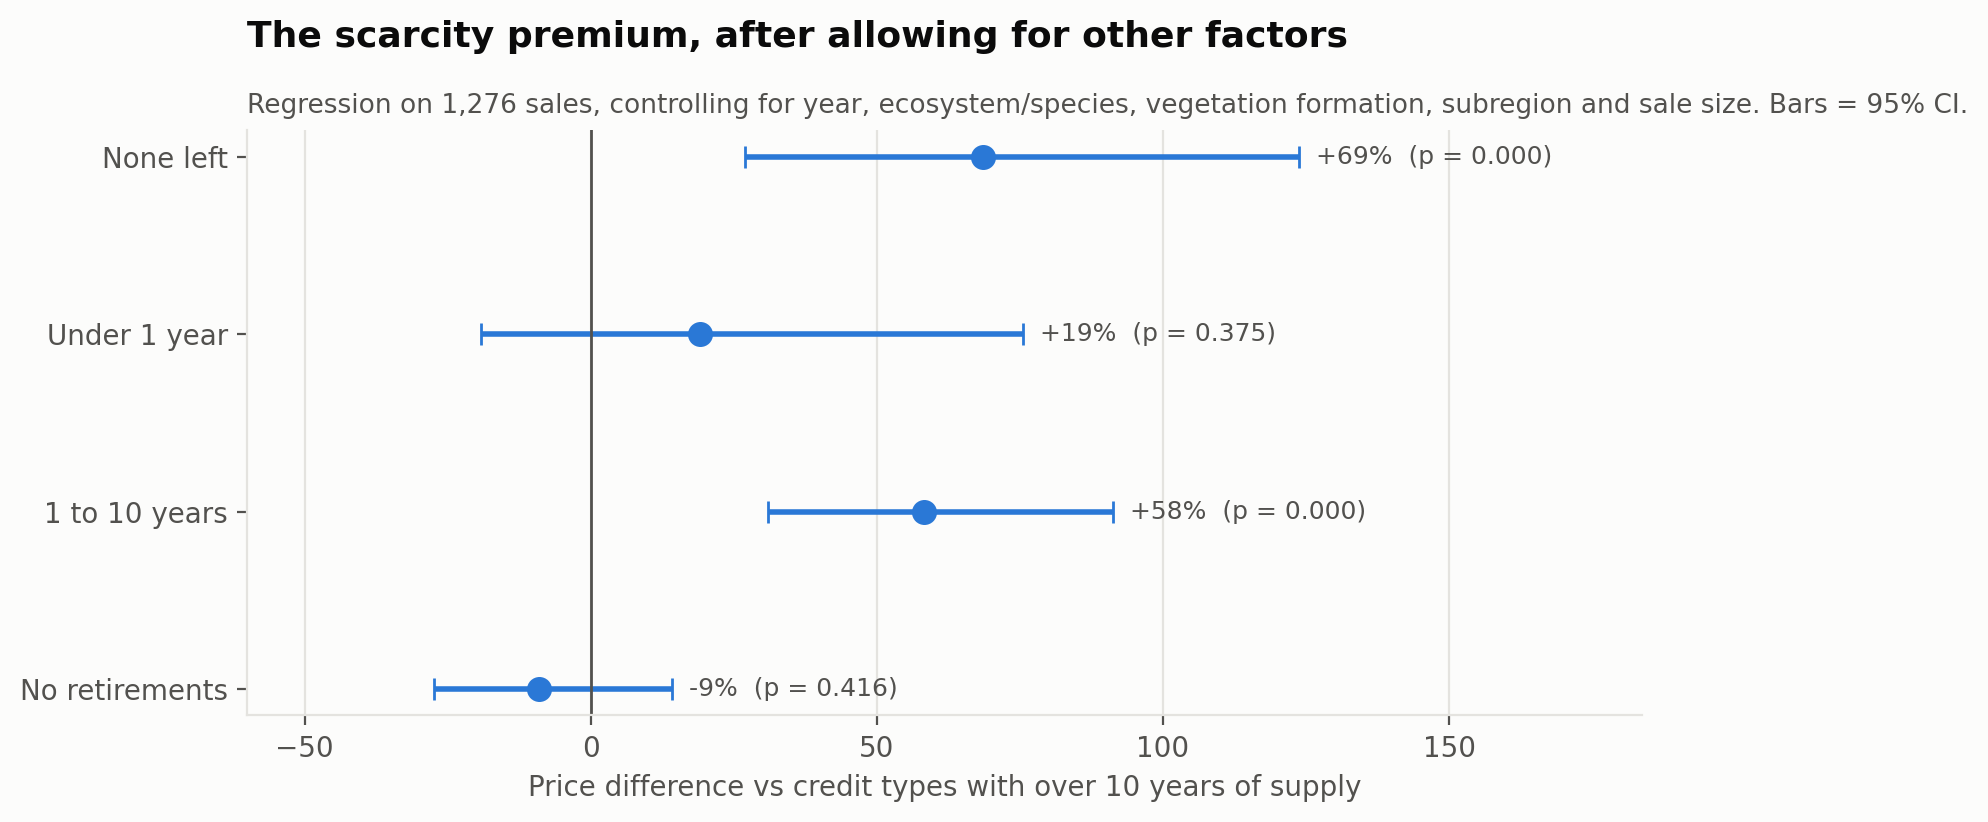 The scarcity premium, after allowing for other factors
Regression on 1,276 sales, controlling for year, ecosystem/species, vegetation formation, subregion and sale size. Bars = 95% CI.
None left
+69%  (p = 0.000)
Under 1 year
+19%  (p = 0.375)
1 to 10 years
+58%  (p = 0.000)
No retirements
-9%  (p = 0.416)
−50 0 50 100 150
Price difference vs credit types with over 10 years of supply